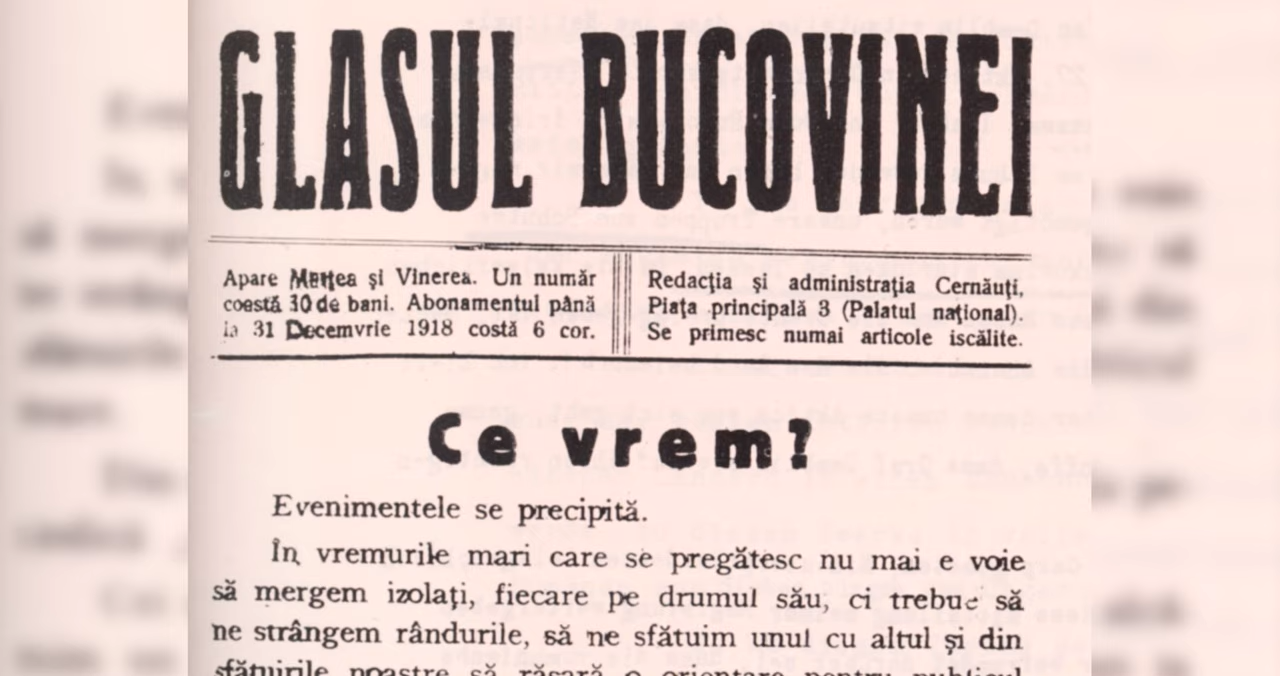 GLASUL BUCOVINEI
Apare Marțea și Vinerea. Un număr
coestă 30 de bani. Abonamentul până
la 31 Decemvrie 1918 costă 6 cor.
Redacția și administrația Cernăuți,
Piața principală 3 (Palatul național).
Se primesc numai articole iscălite.
Ce vrem?
Evenimentele se precipită.
În vremurile mari care se pregătesc nu mai e voie
să mergem izolați, fiecare pe drumul său, ci trebue să
ne strângem rândurile, să ne sfătuim unul cu altul și din
sfătuirile noastre să răsară o orientare pentru publicul